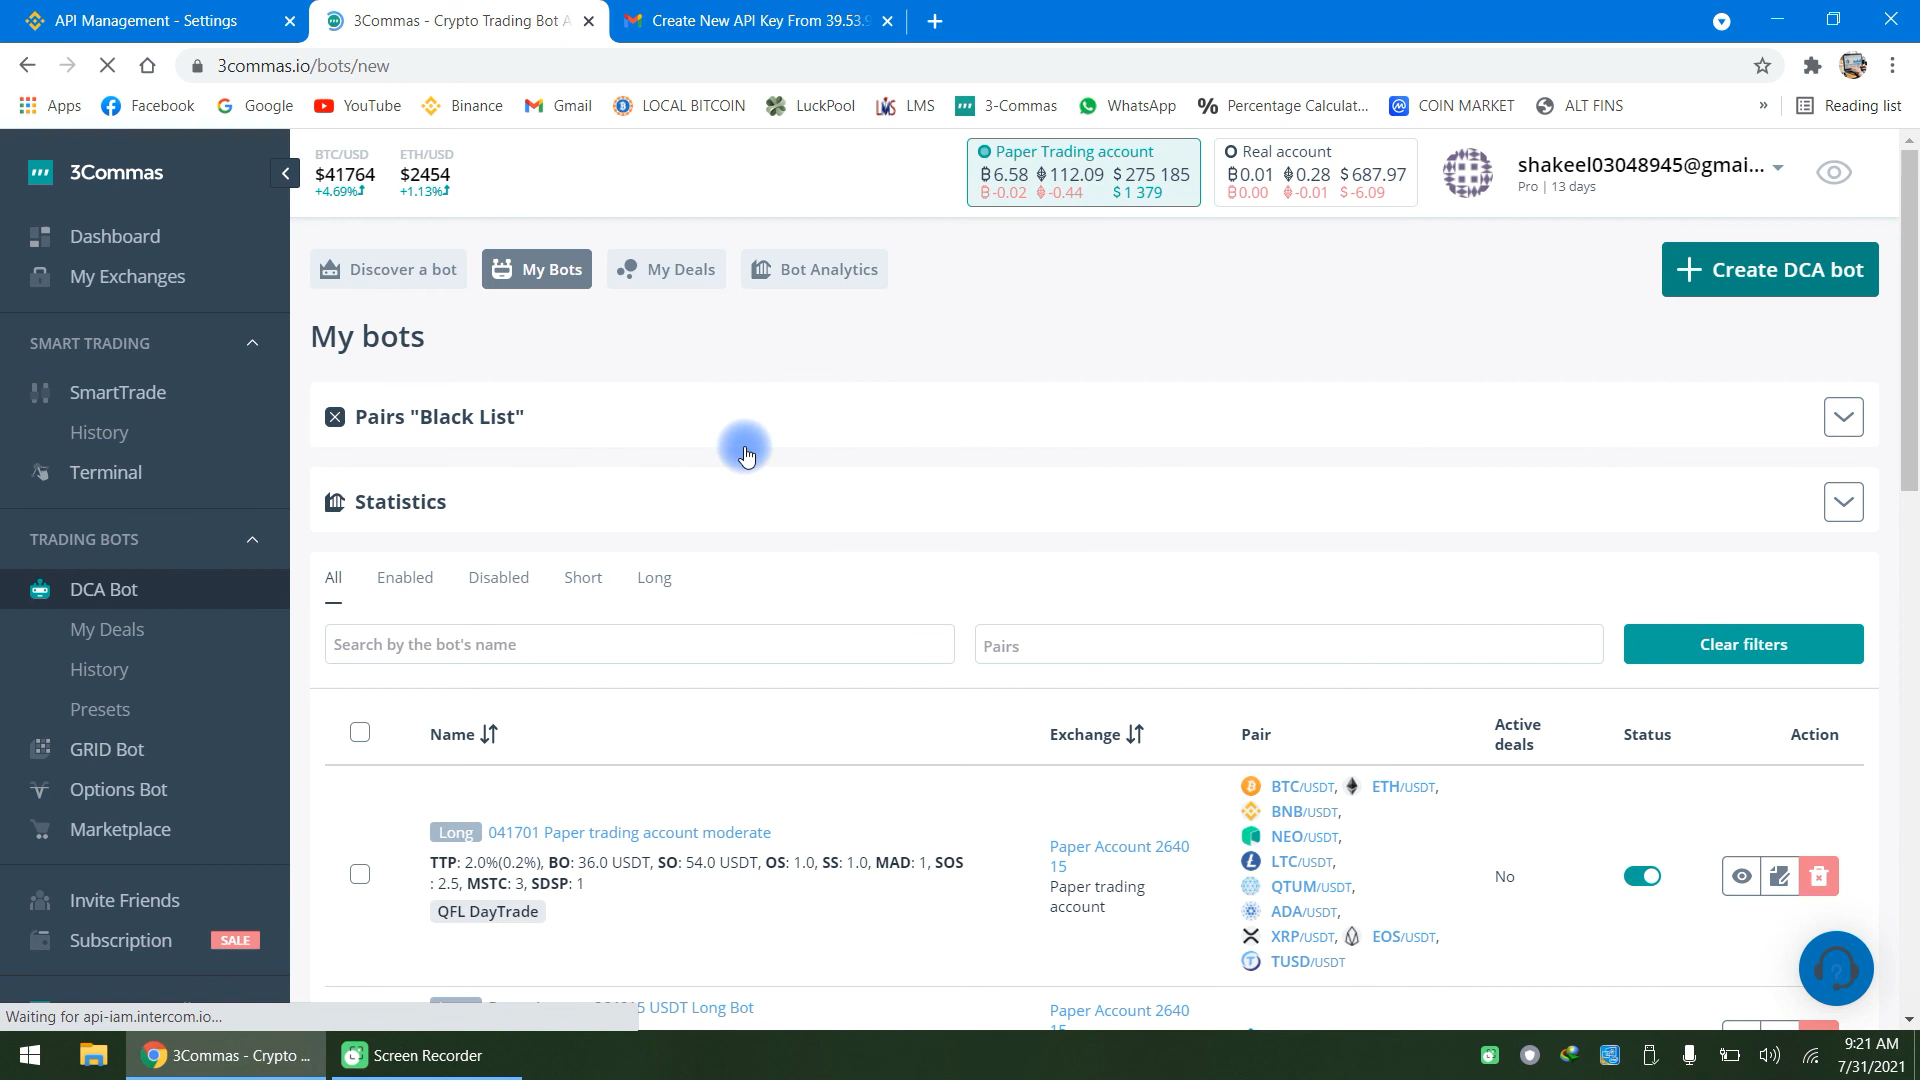 API Management - Settings
3Commas - Crypto Trading Bot A
Create New API Key From 39.53.9
3commas.io/bots/new
Apps
Facebook
Google
YouTube
Binance
Gmail
LOCAL BITCOIN
LuckPool
LMS
3-Commas
WhatsApp
Percentage Calculat...
COIN MARKET
ALT FINS
»
Reading list
3Commas
BTC/USD
$41764
+4.69%
ETH/USD
$2454
+1.13%
Paper Trading account
฿6.58 ⧫112.09 $275 185
฿-0.02 ⧫-0.44 $1 379
Real account
฿0.01 ⧫0.28 $687.97
฿0.00 ⧫-0.01 $-6.09
shakeel03048945@gmai...
Pro | 13 days
Dashboard
My Exchanges
SMART TRADING
SmartTrade
History
Terminal
TRADING BOTS
DCA Bot
My Deals
History
Presets
GRID Bot
Options Bot
Marketplace
Invite Friends
Subscription SALE
Discover a bot
My Bots
My Deals
Bot Analytics
+ Create DCA bot
My bots
Pairs "Black List"
Statistics
All Enabled Disabled Short Long
Search by the bot's name
Pairs
Clear filters
Name
Exchange
Pair
Active
deals
Status
Action
Long 041701 Paper trading account moderate
TTP: 2.0%(0.2%), BO: 36.0 USDT, SO: 54.0 USDT, OS: 1.0, SS: 1.0, MAD: 1, SOS
: 2.5, MSTC: 3, SDSP: 1
QFL DayTrade
Paper Account 2640
15
Paper trading
account
BTC/USDT, ETH/USDT,
BNB/USDT,
NEO/USDT,
LTC/USDT,
QTUM/USDT,
ADA/USDT,
XRP/USDT, EOS/USDT,
TUSD/USDT
No
5 USDT Long Bot
Paper Account 2640
Waiting for api-iam.intercom.io...
3Commas - Crypto ...
Screen Recorder
9:21 AM
7/31/2021